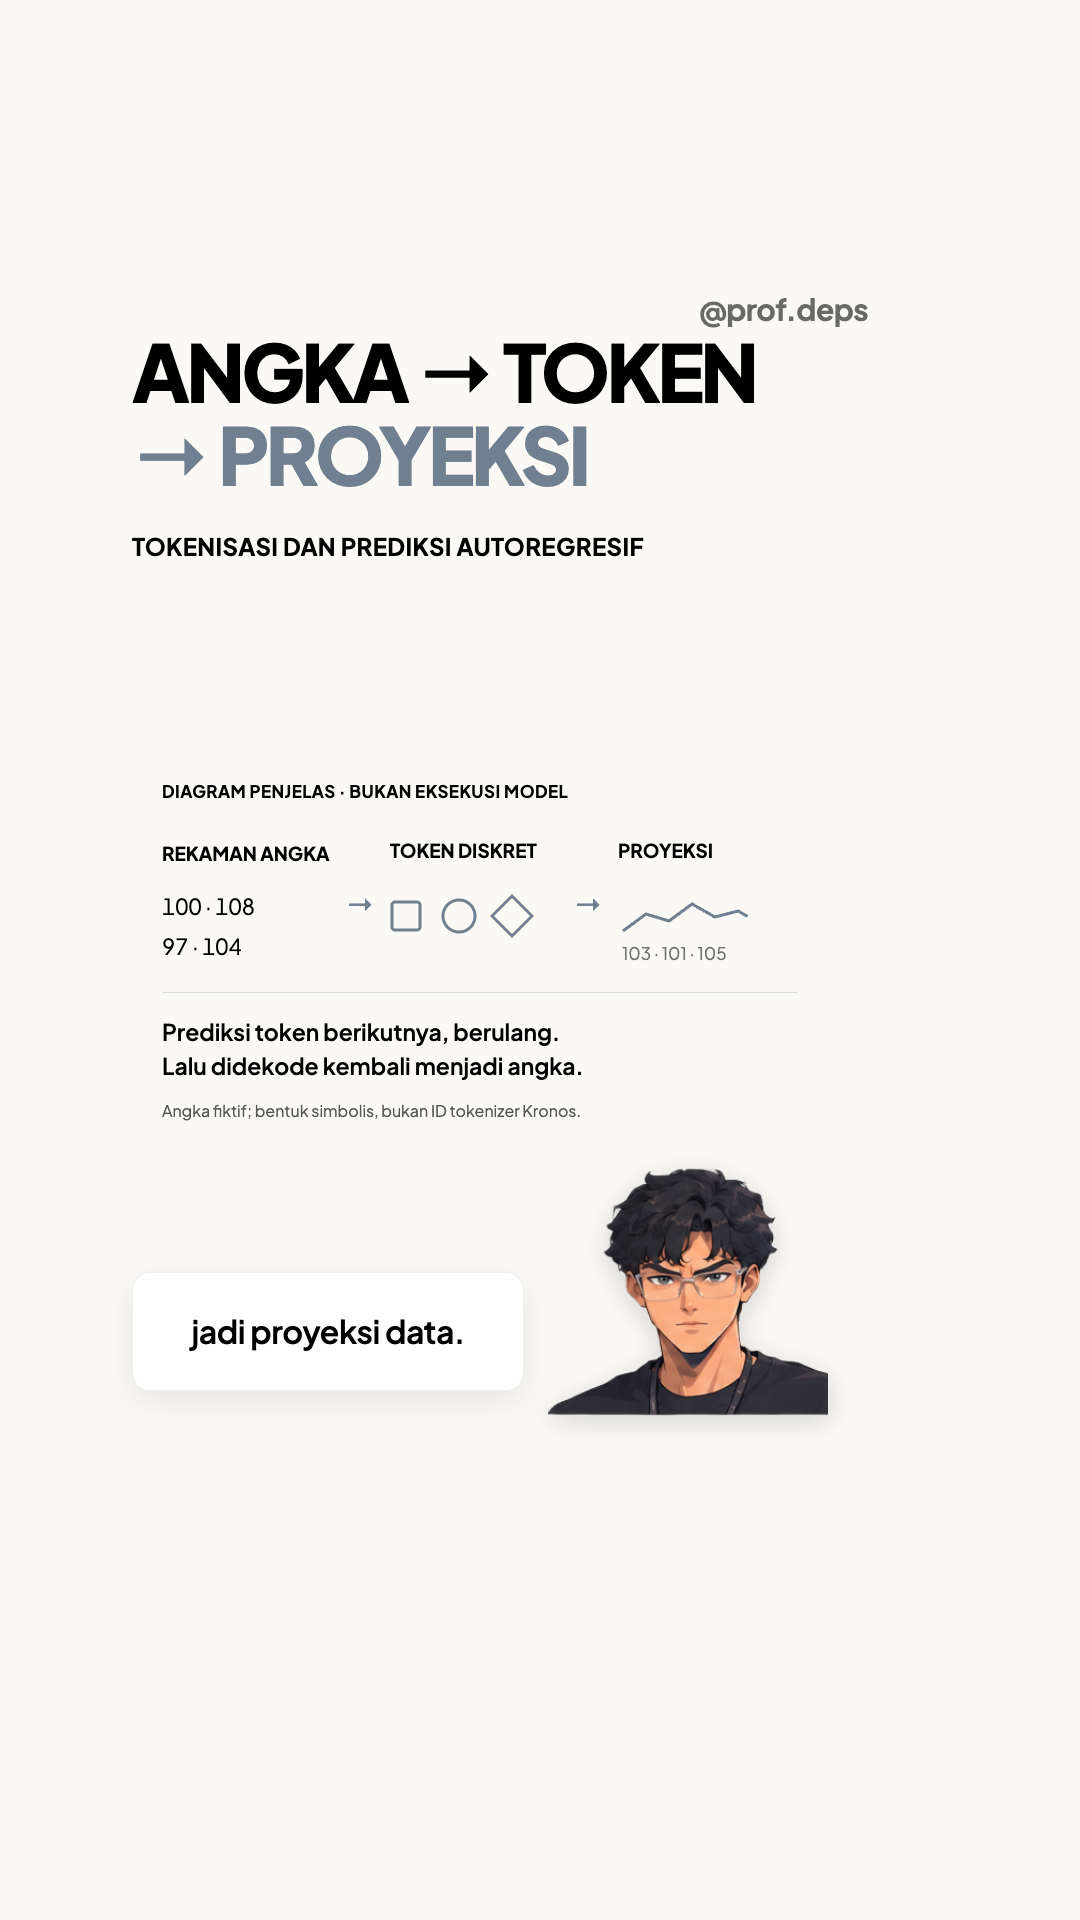 @prof.deps
ANGKA → TOKEN
→ PROYEKSI
TOKENISASI DAN PREDIKSI AUTOREGRESIF
DIAGRAM PENJELAS · BUKAN EKSEKUSI MODEL
REKAMAN ANGKA
100 · 108
97 · 104
→
TOKEN DISKRET
→
PROYEKSI
103 · 101 · 105
Prediksi token berikutnya, berulang.
Lalu didekode kembali menjadi angka.
Angka fiktif; bentuk simbolis, bukan ID tokenizer Kronos.
jadi proyeksi data.